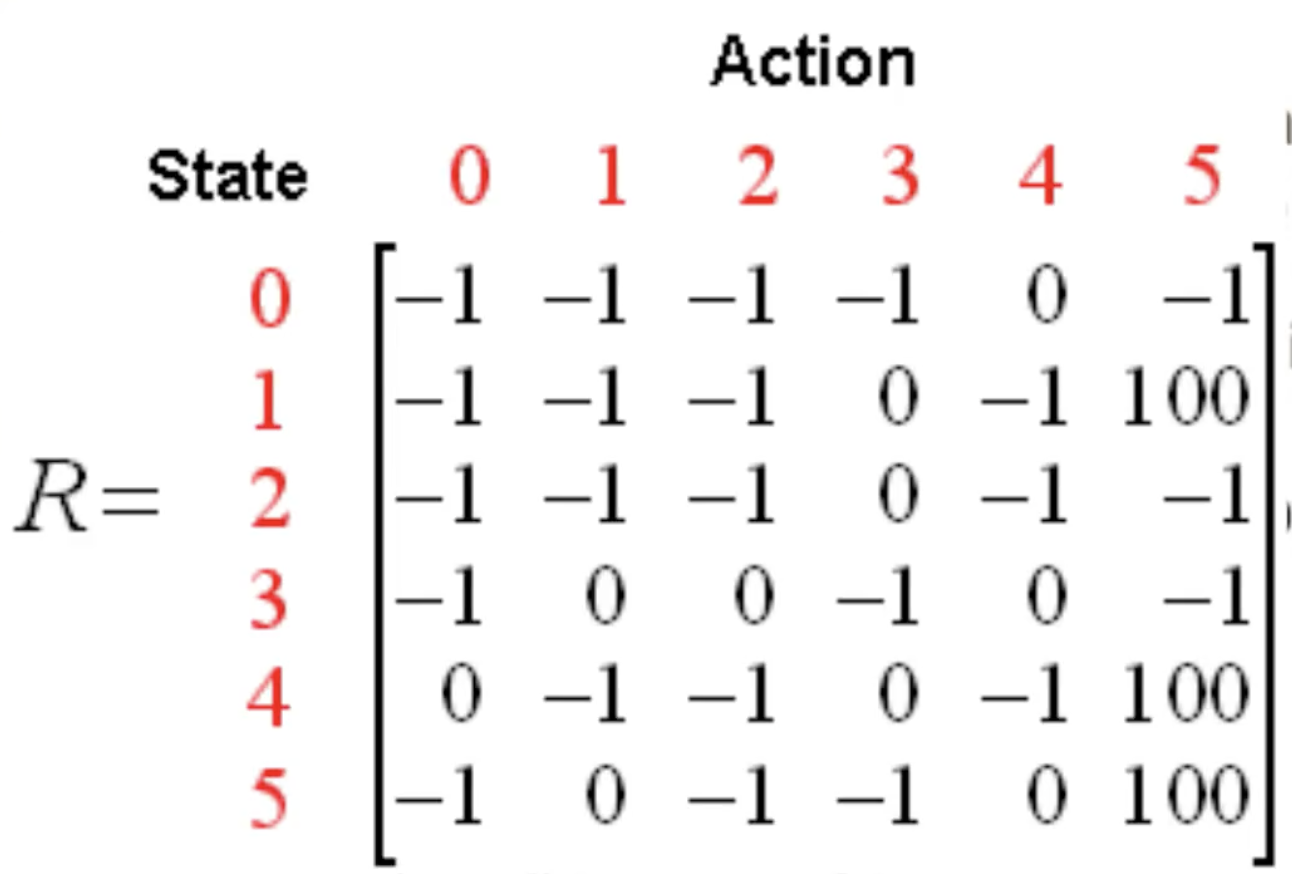 Action
State 0 1 2 3 4 5
0 −1 −1 −1 −1 0 −1
1 −1 −1 −1 0 −1 100
R= 2 −1 −1 −1 0 −1 −1
3 −1 0 0 −1 0 −1
4 0 −1 −1 0 −1 100
5 −1 0 −1 −1 0 100